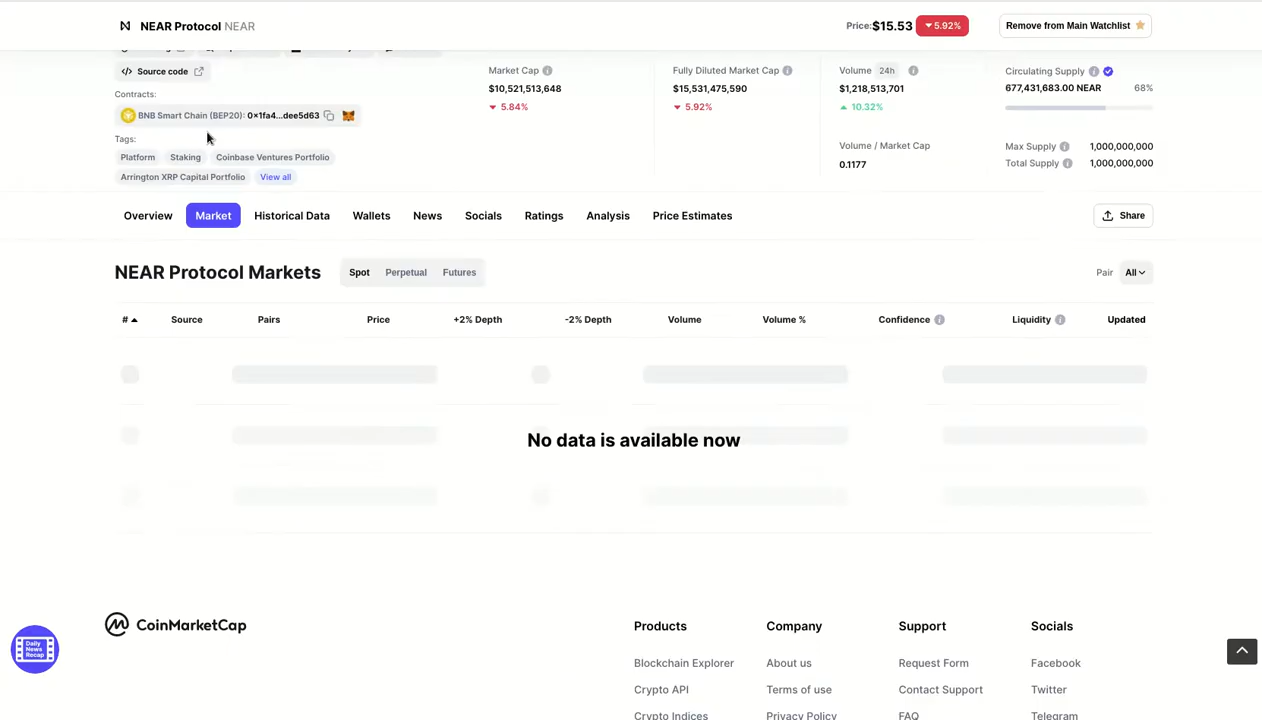 NEAR Protocol NEAR
Price: $15.53 5.92%
Remove from Main Watchlist
Source code
Contracts:
BNB Smart Chain (BEP20): 0x1fa4...dee5d63
Tags:
Platform Staking Coinbase Ventures Portfolio
Arrington XRP Capital Portfolio View all
Market Cap
$10,521,513,648
5.84%
Fully Diluted Market Cap
$15,531,475,590
5.92%
Volume 24h
$1,218,513,701
10.32%
Volume / Market Cap
0.1177
Circulating Supply
677,431,683.00 NEAR 68%
Max Supply 1,000,000,000
Total Supply 1,000,000,000
Overview Market Historical Data Wallets News Socials Ratings Analysis Price Estimates
Share
NEAR Protocol Markets Spot Perpetual Futures
Pair All
# Source Pairs Price +2% Depth -2% Depth Volume Volume % Confidence Liquidity Updated
No data is available now
CoinMarketCap
Daily
News
Recap
Products
Blockchain Explorer
Crypto API
Crypto Indices
Company
About us
Terms of use
Privacy Policy
Support
Request Form
Contact Support
FAQ
Socials
Facebook
Twitter
Telegram